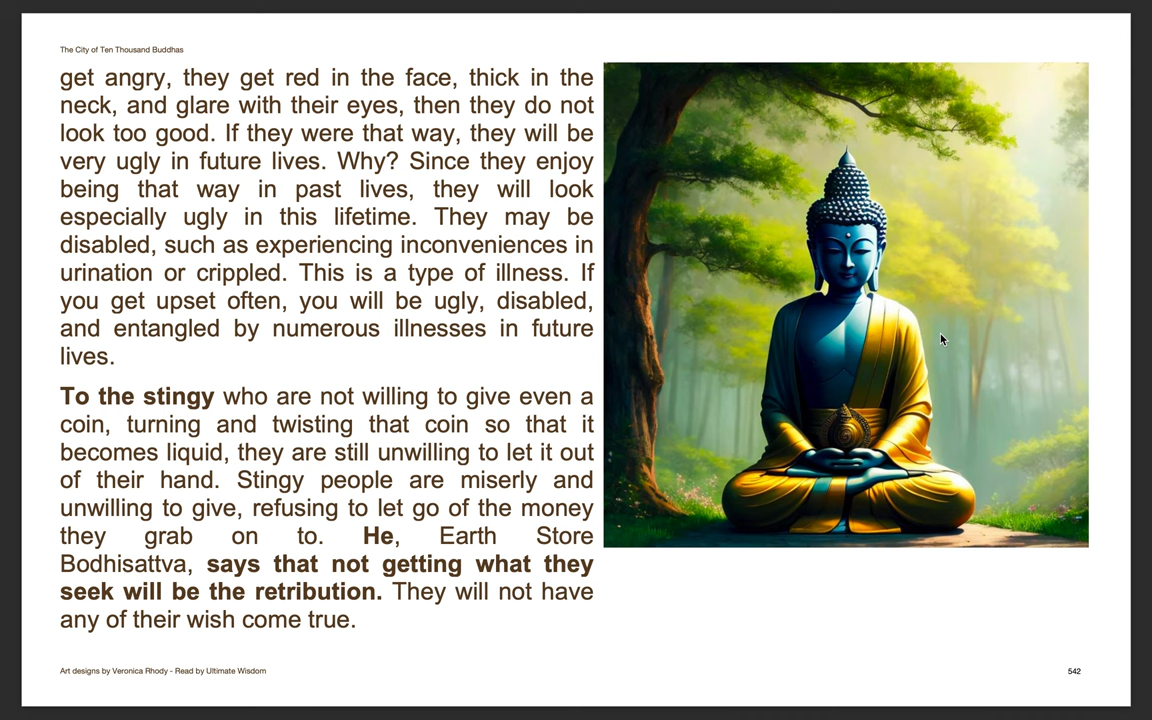 The City of Ten Thousand Buddhas
get angry, they get red in the face, thick in the
neck, and glare with their eyes, then they do not
look too good. If they were that way, they will be
very ugly in future lives. Why? Since they enjoy
being that way in past lives, they will look
especially ugly in this lifetime. They may be
disabled, such as experiencing inconveniences in
urination or crippled. This is a type of illness. If
you get upset often, you will be ugly, disabled,
and entangled by numerous illnesses in future
lives.
To the stingy who are not willing to give even a
coin, turning and twisting that coin so that it
becomes liquid, they are still unwilling to let it out
of their hand. Stingy people are miserly and
unwilling to give, refusing to let go of the money
they grab on to. He, Earth Store
Bodhisattva, says that not getting what they
seek will be the retribution. They will not have
any of their wish come true.
Art designs by Veronica Rhody - Read by Ultimate Wisdom
542